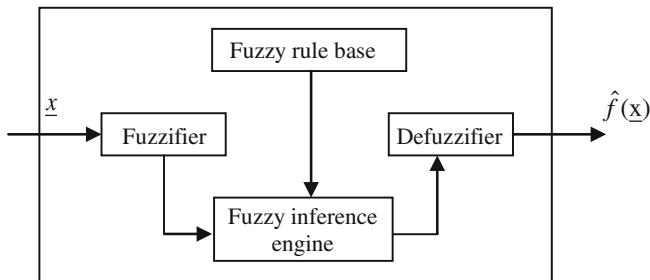 Fuzzy rule base
x
f̂(x)
Fuzzifier
Defuzzifier
Fuzzy inference
engine